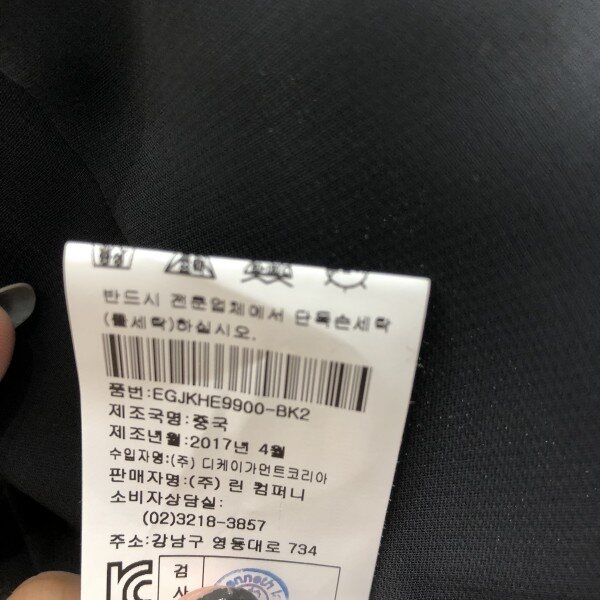 반드시 전문업체에서 단독손세탁
(물세탁)하십시오.
품번:EGJKHE9900-BK2
제조국명:중국
제조년월:2017년 4월
수입자명:(주) 디케이가먼트코리아
판매자명:(주) 린 컴퍼니
소비자상담실:
(02)3218-3857
주소:강남구 영동대로 734
검
사